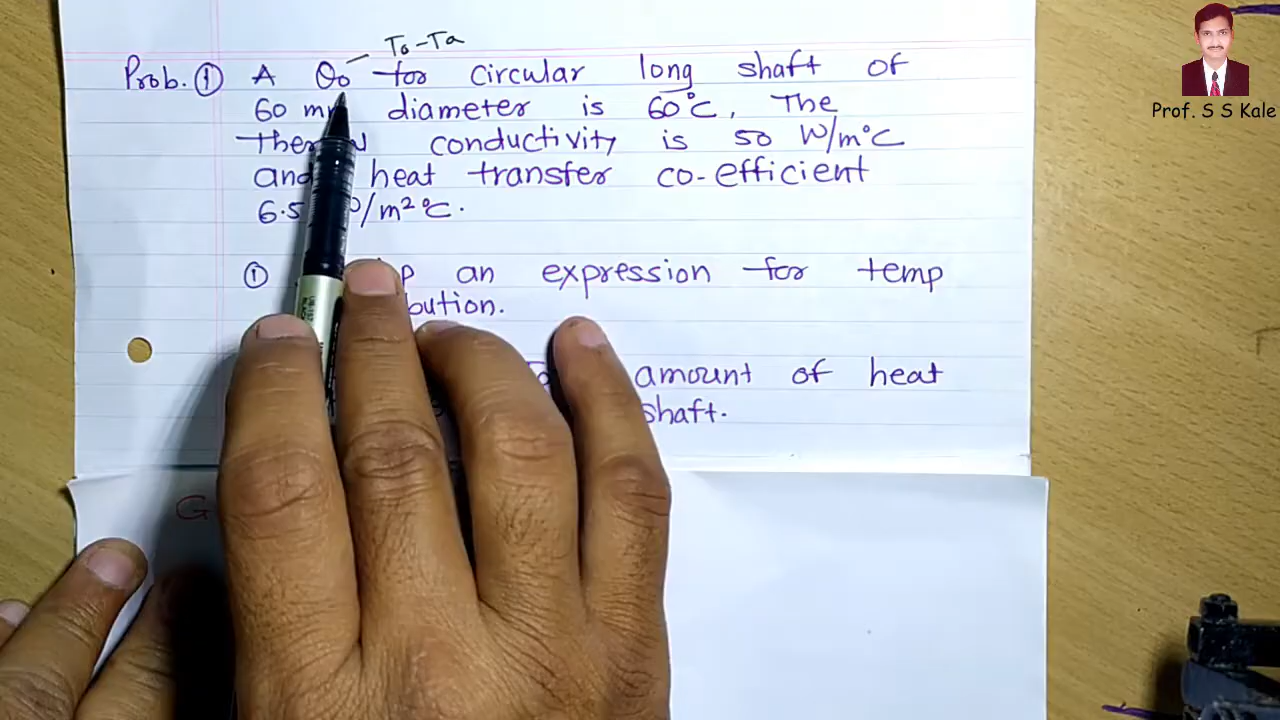 To-Ta
Prob. ① A θo for circular long shaft of
60 mm diameter is 60°C. The
conductivity is 50 W/m°C
and heat transfer co-efficient
6.5 /m²°C.
① an expression for temp
amount of heat
shaft.
G
Prof. S S Kale